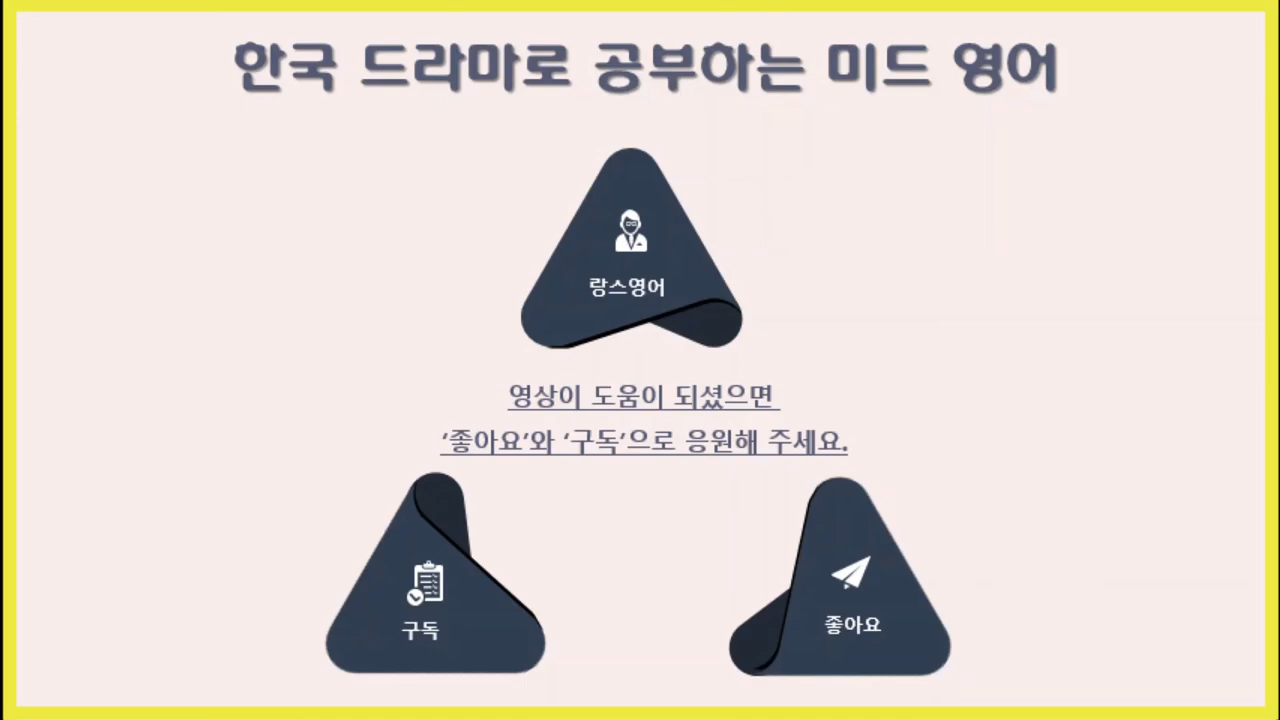 한국 드라마로 공부하는 미드 영어
랑스영어
영상이 도움이 되셨으면
‘좋아요’와 ‘구독’으로 응원해 주세요.
구독
좋아요